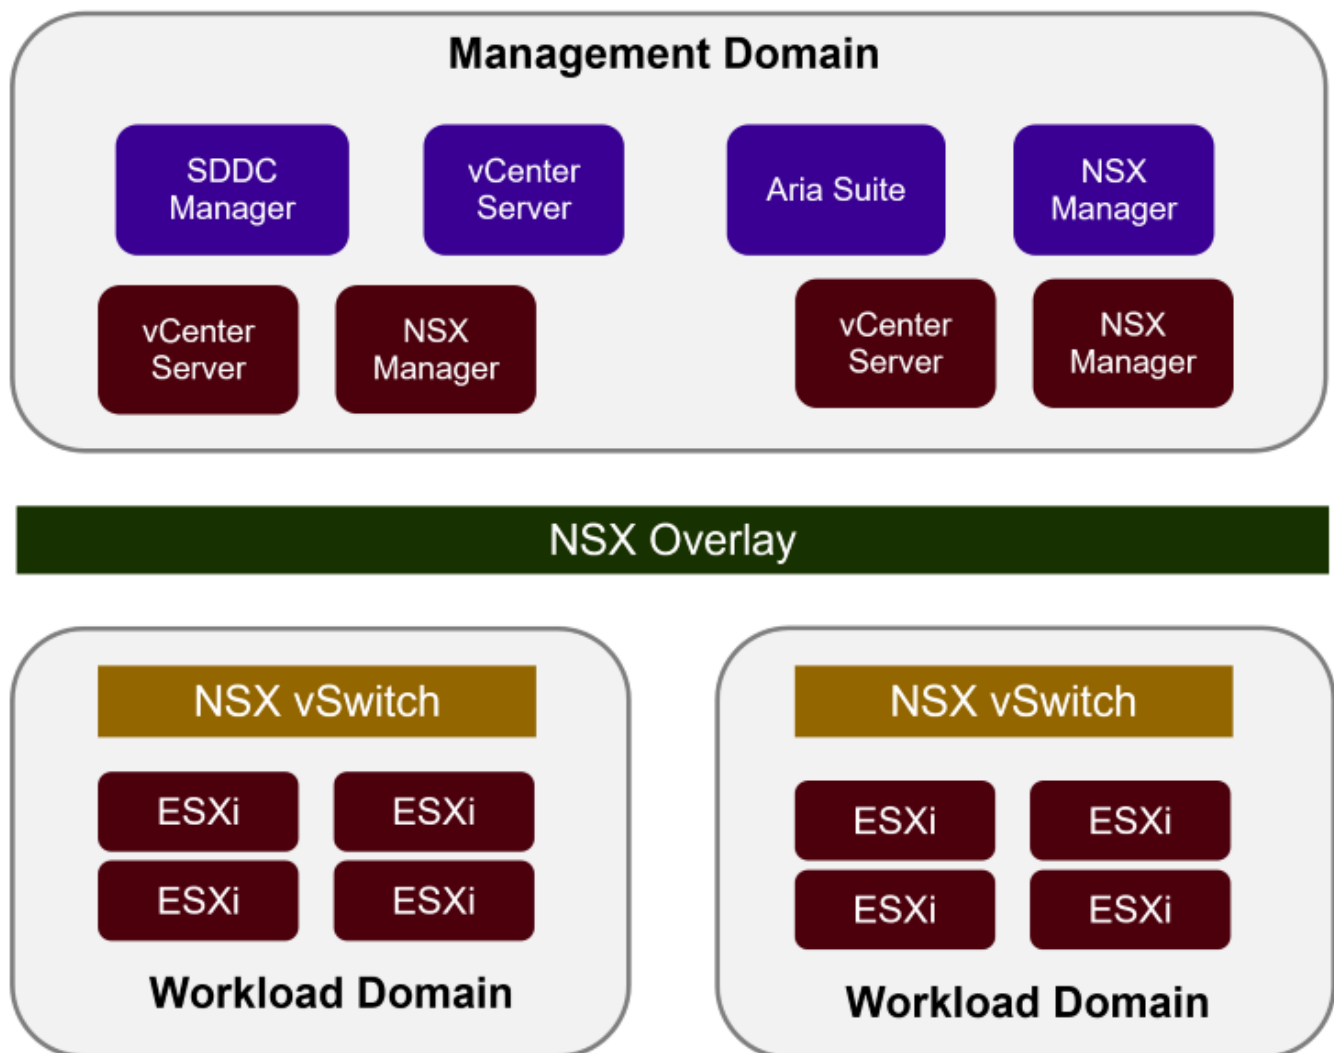 Management Domain
SDDC
Manager
vCenter
Server
Aria Suite
NSX
Manager
vCenter
Server
NSX
Manager
vCenter
Server
NSX
Manager
NSX Overlay
NSX vSwitch
ESXi
ESXi
ESXi
ESXi
Workload Domain
NSX vSwitch
ESXi
ESXi
ESXi
ESXi
Workload Domain